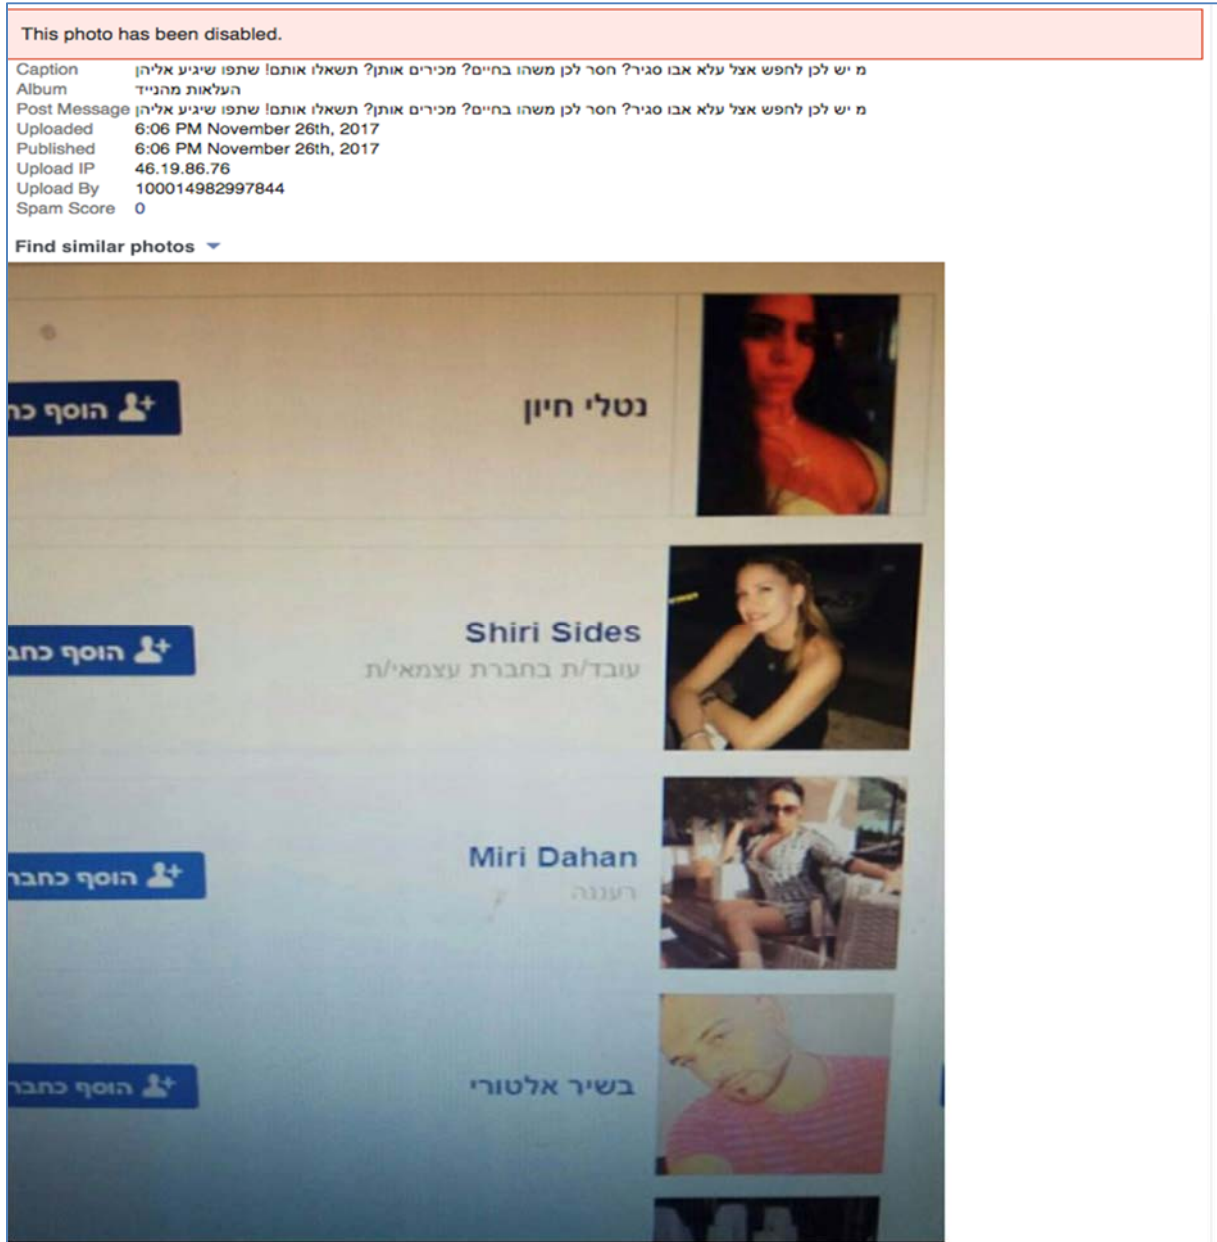 This photo has been disabled.
Caption מ יש לכן לחפש אצל עלא אבו סגיר? חסר לכן משהו בחיים? מכירים אותן? תשאלו אותם! שתפו שיגיע אליהן
Album העלאות מהנייד
Post Message מ יש לכן לחפש אצל עלא אבו סגיר? חסר לכן משהו בחיים? מכירים אותן? תשאלו אותם! שתפו שיגיע אליהן
Uploaded 6:06 PM November 26th, 2017
Published 6:06 PM November 26th, 2017
Upload IP 46.19.86.76
Upload By 100014982997844
Spam Score 0
Find similar photos
נטלי חיון
הוסף כח
Shiri Sides
עובד/ת בחברת עצמאי/ת
הוסף כחב
Miri Dahan
רעננה
הוסף כחבר
בשיר אלטורי
הוסף כחבר